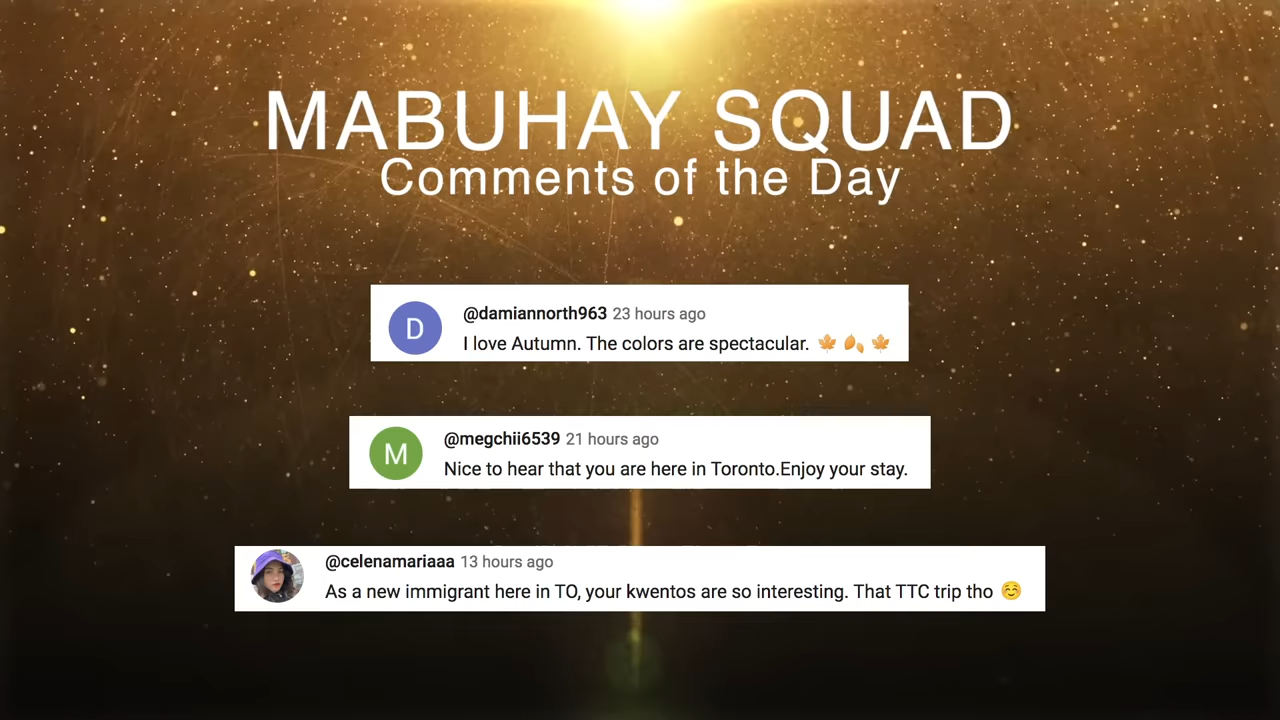 MABUHAY SQUAD
Comments of the Day
D
@damiannorth963 23 hours ago
I love Autumn. The colors are spectacular. 🍁 🍂 🍁
M
@megchii6539 21 hours ago
Nice to hear that you are here in Toronto.Enjoy your stay.
@celenamariaaa 13 hours ago
As a new immigrant here in TO, your kwentos are so interesting. That TTC trip tho ☺️